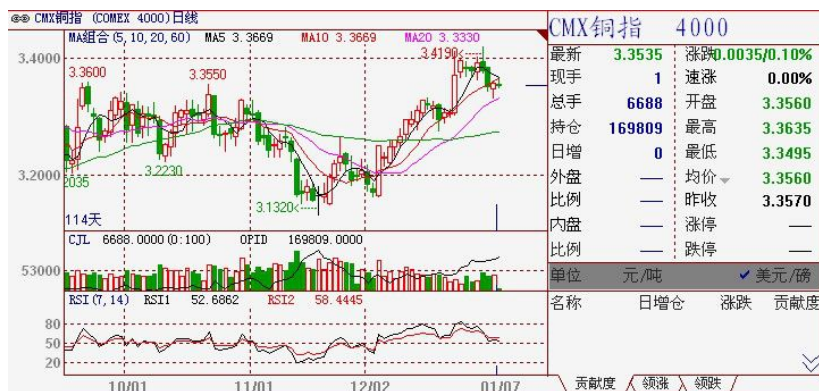 CMX铜指 (COMEX 4000)日线
MA组合(5,10,20,60) MA5 3.3669 MA10 3.3669 MA20 3.3330
3.4190
3.4000
3.3600
3.3550
3.2230
3.2000
2035
3.1320
114天
CJL 6688.0000(0:100) OPID 169809.0000
53000
RSI(7,14) RSI1 52.6862 RSI2 58.4445
80
50
20
10/01 11/01 12/02 01/07
CMX铜指 4000
最新 3.3535 涨跌0.0035/0.10%
现手 1 速涨 0.00%
总手 6688 开盘 3.3560
持仓 169809 最高 3.3635
日增 0 最低 3.3495
外盘 — 均价 3.3560
比例 — 昨收 3.3570
内盘 — 涨停 —
比例 — 跌停 —
单位 元/吨 ✔美元/磅
名称 日增仓 涨跌 贡献度
贡献度 领涨 领跌